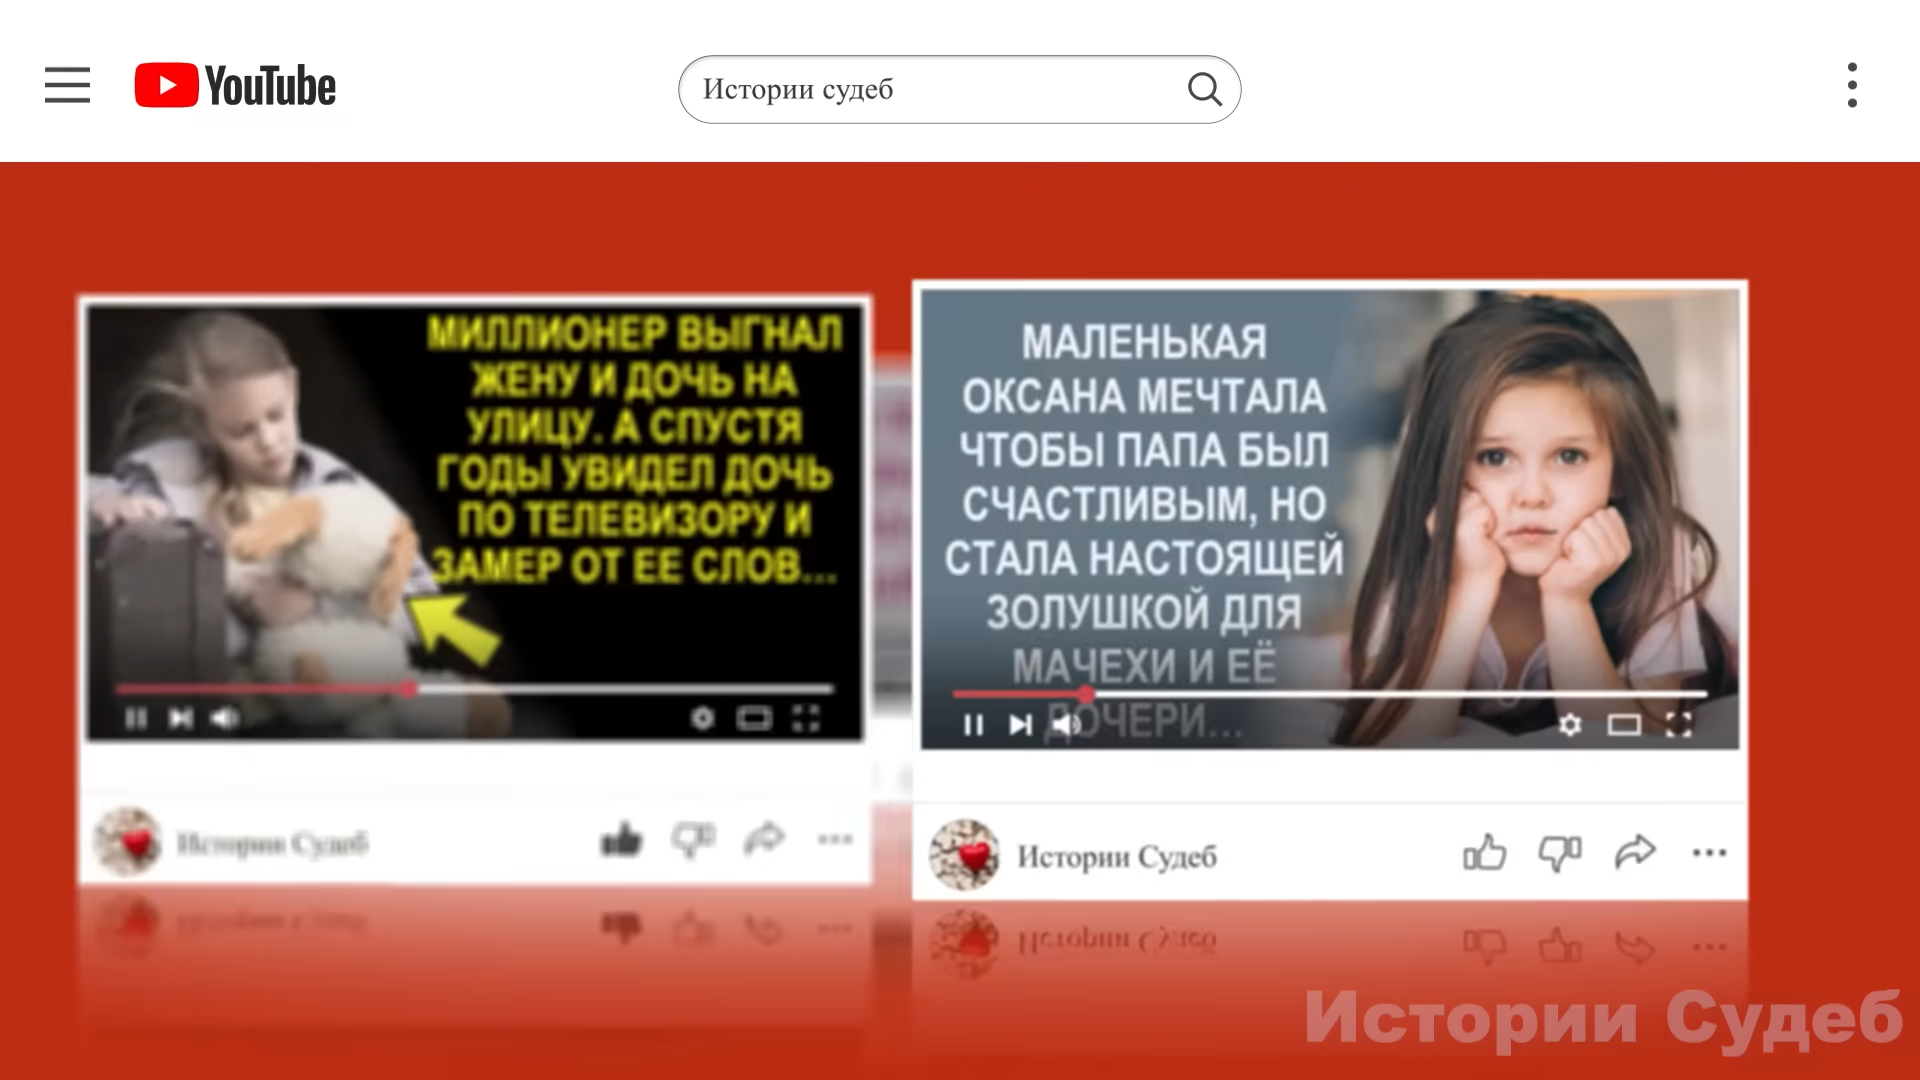 YouTube
Истории судеб
МИЛЛИОНЕР ВЫГНАЛ
ЖЕНУ И ДОЧЬ НА
УЛИЦУ. А СПУСТЯ
ГОДЫ УВИДЕЛ ДОЧЬ
ПО ТЕЛЕВИЗОРУ И
ЗАМЕР ОТ ЕЕ СЛОВ...
Истории Судеб
МАЛЕНЬКАЯ
ОКСАНА МЕЧТАЛА
ЧТОБЫ ПАПА БЫЛ
СЧАСТЛИВЫМ, НО
СТАЛА НАСТОЯЩЕЙ
ЗОЛУШКОЙ ДЛЯ
МАЧЕХИ И ЕЁ
ДОЧЕРИ...
Истории Судеб
Истории Судеб